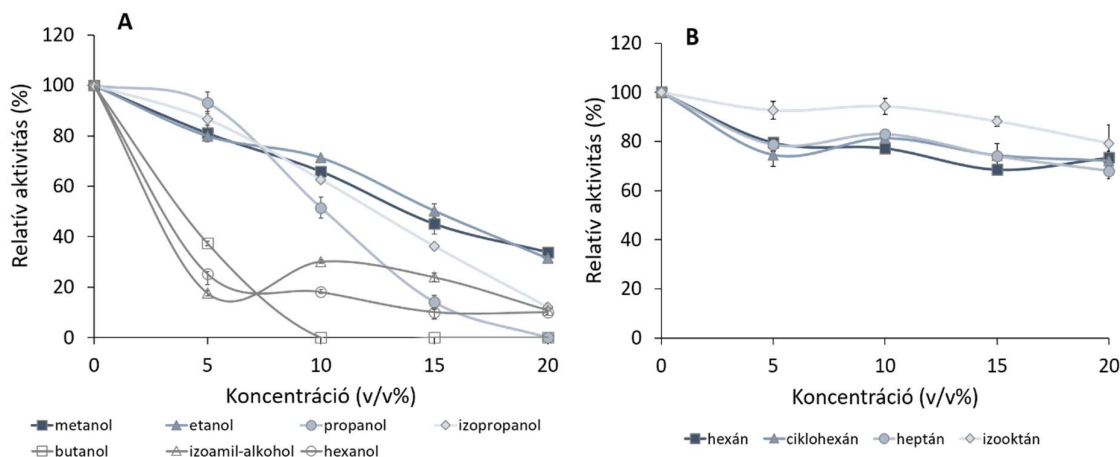 A
Relatív aktivitás (%)
120
100
80
60
40
20
0
0 5 10 15 20
Koncentráció (v/v%)
metanol etanol propanol izopropanol
butanol izoamil-alkohol hexanol
B
Relatív aktivitás (%)
120
100
80
60
40
20
0
0 5 10 15 20
Koncentráció (v/v%)
hexán ciklohexán heptán izooktán